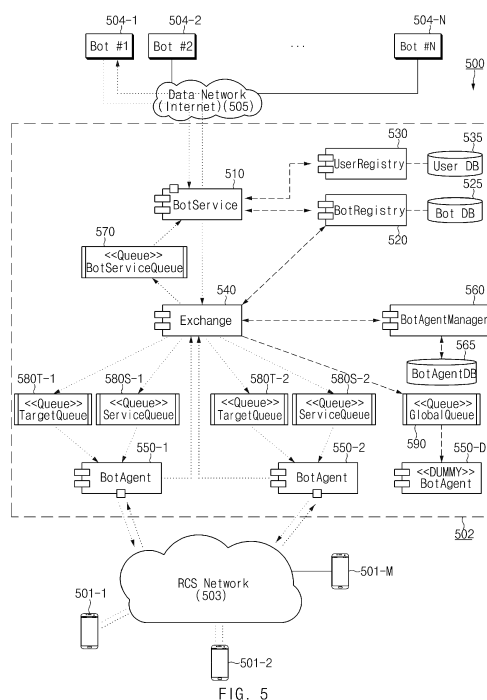 504-1
504-2
504-N
Bot #1
Bot #2
...
Bot #N
500
Data Network
(Internet)(505)
530
535
UserRegistry
User DB
510
525
BotService
BotRegistry
Bot DB
520
570
<<Queue>>
BotServiceQueue
540
560
Exchange
BotAgentManager
565
BotAgentDB
580T-1
580S-1
580T-2
580S-2
<<Queue>>
TargetQueue
<<Queue>>
ServiceQueue
<<Queue>>
TargetQueue
<<Queue>>
ServiceQueue
<<Queue>>
GlobalQueue
590
550-1
550-2
550-D
BotAgent
BotAgent
<<DUMMY>>
BotAgent
502
RCS Network
(503)
501-M
501-1
501-2
FIG. 5